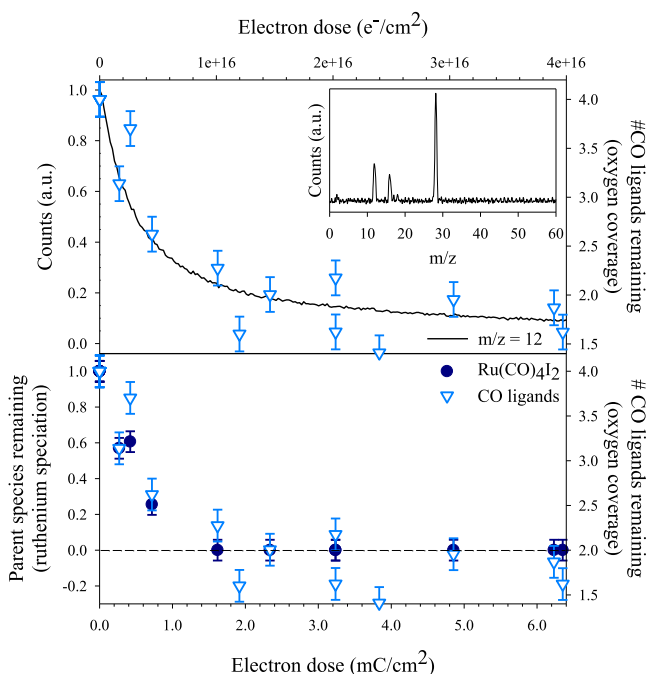 Electron dose (e⁻/cm²)
0 1e+16 2e+16 3e+16 4e+16
Counts (a.u.)
1.0
0.8
0.6
0.4
0.2
0.0
Counts (a.u.)
0 10 20 30 40 50 60
m/z
4.0
3.5
3.0
2.5
2.0
1.5
#CO ligands remaining
(oxygen coverage)
m/z = 12
Ru(CO)₄I₂
CO ligands
Parent species remaining
(ruthenium speciation)
1.0
0.8
0.6
0.4
0.2
0.0
-0.2
4.0
3.5
3.0
2.5
2.0
1.5
# CO ligands remaining
(oxygen coverage)
0.0 1.0 2.0 3.0 4.0 5.0 6.0
Electron dose (mC/cm²)